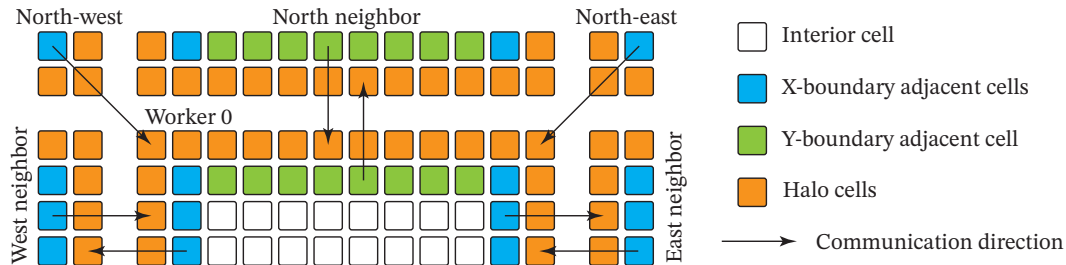 North-west
North neighbor
North-east
Worker 0
West neighbor
East neighbor
Interior cell
X-boundary adjacent cells
Y-boundary adjacent cell
Halo cells
Communication direction